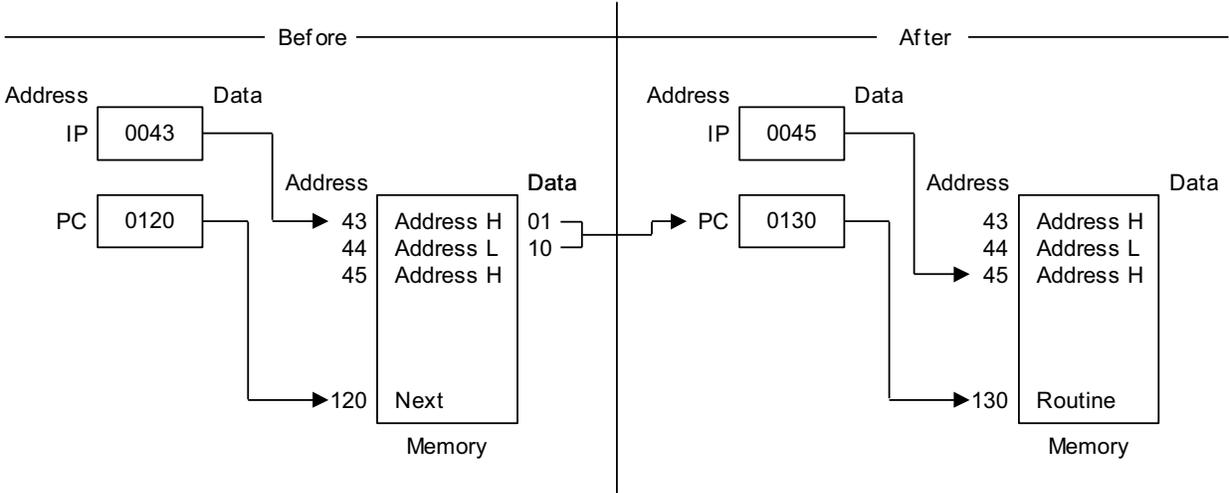 Before
Address Data
IP 0043
PC 0120
Address Data
43 Address H 01
44 Address L 10
45 Address H
120 Next
Memory
After
Address Data
IP 0045
PC 0130
Address Data
43 Address H
44 Address L
45 Address H
130 Routine
Memory